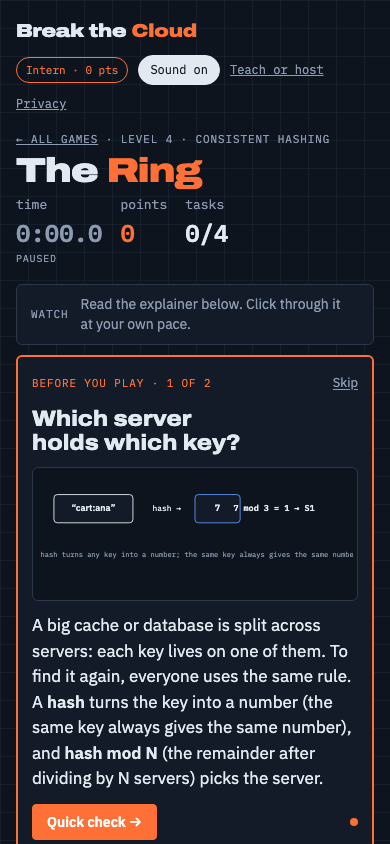 Break the Cloud
Intern · 0 pts
Sound on
Teach or host
Privacy
← ALL GAMES · LEVEL 4 · CONSISTENT HASHING
The Ring
time points tasks
0:00.0 0 0/4
PAUSED
WATCH
Read the explainer below. Click through it
at your own pace.
BEFORE YOU PLAY · 1 OF 2
Skip
Which server
holds which key?
"cart:ana" hash → 7 7 mod 3 = 1 → S1
hash turns any key into a number; the same key always gives the same numbe
A big cache or database is split across
servers: each key lives on one of them. To
find it again, everyone uses the same rule.
A hash turns the key into a number (the
same key always gives the same number),
and hash mod N (the remainder after
dividing by N servers) picks the server.
Quick check →